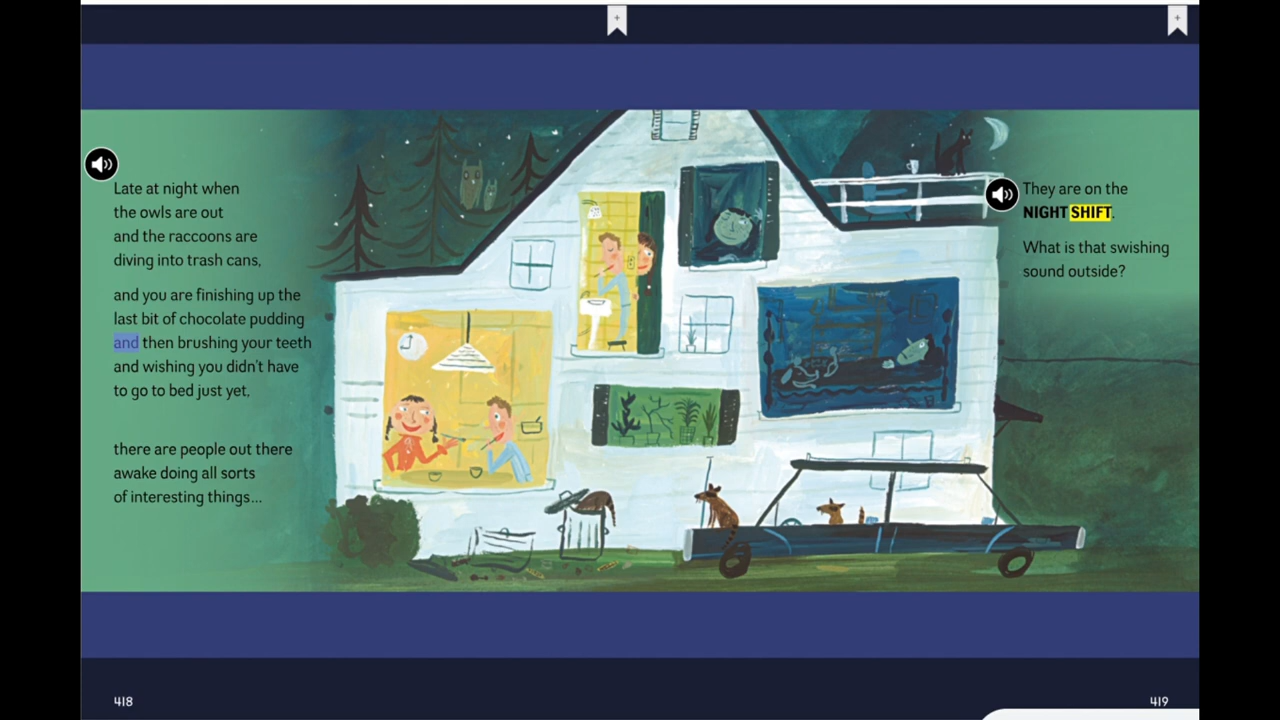 Late at night when
the owls are out
and the raccoons are
diving into trash cans,
and you are finishing up the
last bit of chocolate pudding
and then brushing your teeth
and wishing you didn't have
to go to bed just yet,
there are people out there
awake doing all sorts
of interesting things...
They are on the
NIGHT SHIFT.
What is that swishing
sound outside?
418
419